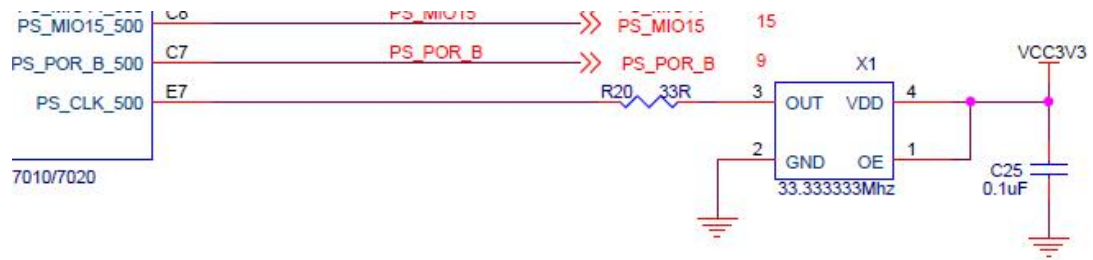 C8 PS_MIO15
PS_MIO15_500 PS_MIO15 15
PS_POR_B_500 C7 PS_POR_B PS_POR_B 9 X1 VCC3V3
PS_CLK_500 E7 R20 33R 3 OUT VDD 4
2 GND OE 1
7010/7020 33.333333Mhz C25
0.1uF